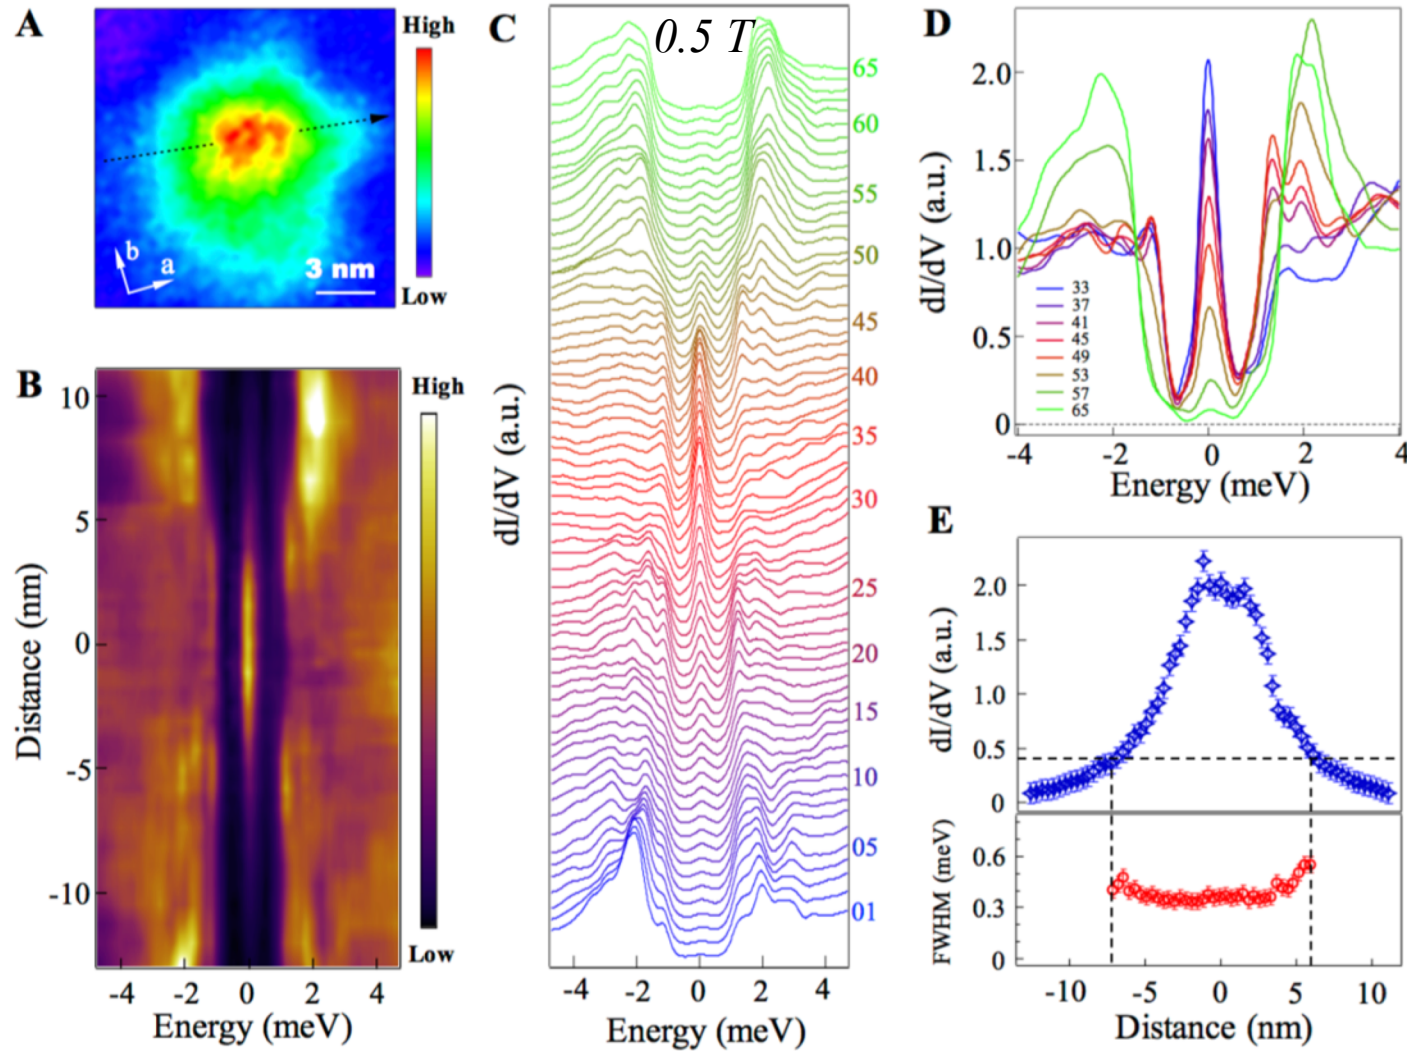 A
High
Low
b
a
3 nm
B
High
Low
10
5
0
-5
-10
Distance (nm)
-4 -2 0 2 4
Energy (meV)
C
0.5 T
dI/dV (a.u.)
65
60
55
50
45
40
35
30
25
20
15
10
05
01
-4 -2 0 2 4
Energy (meV)
D
dI/dV (a.u.)
2.0
1.5
1.0
0.5
0
33
37
41
45
49
53
57
65
-4 -2 0 2 4
Energy (meV)
E
dI/dV (a.u.)
2.0
1.5
1.0
0.5
0
FWHM (meV)
0.6
0.3
0
-10 -5 0 5 10
Distance (nm)